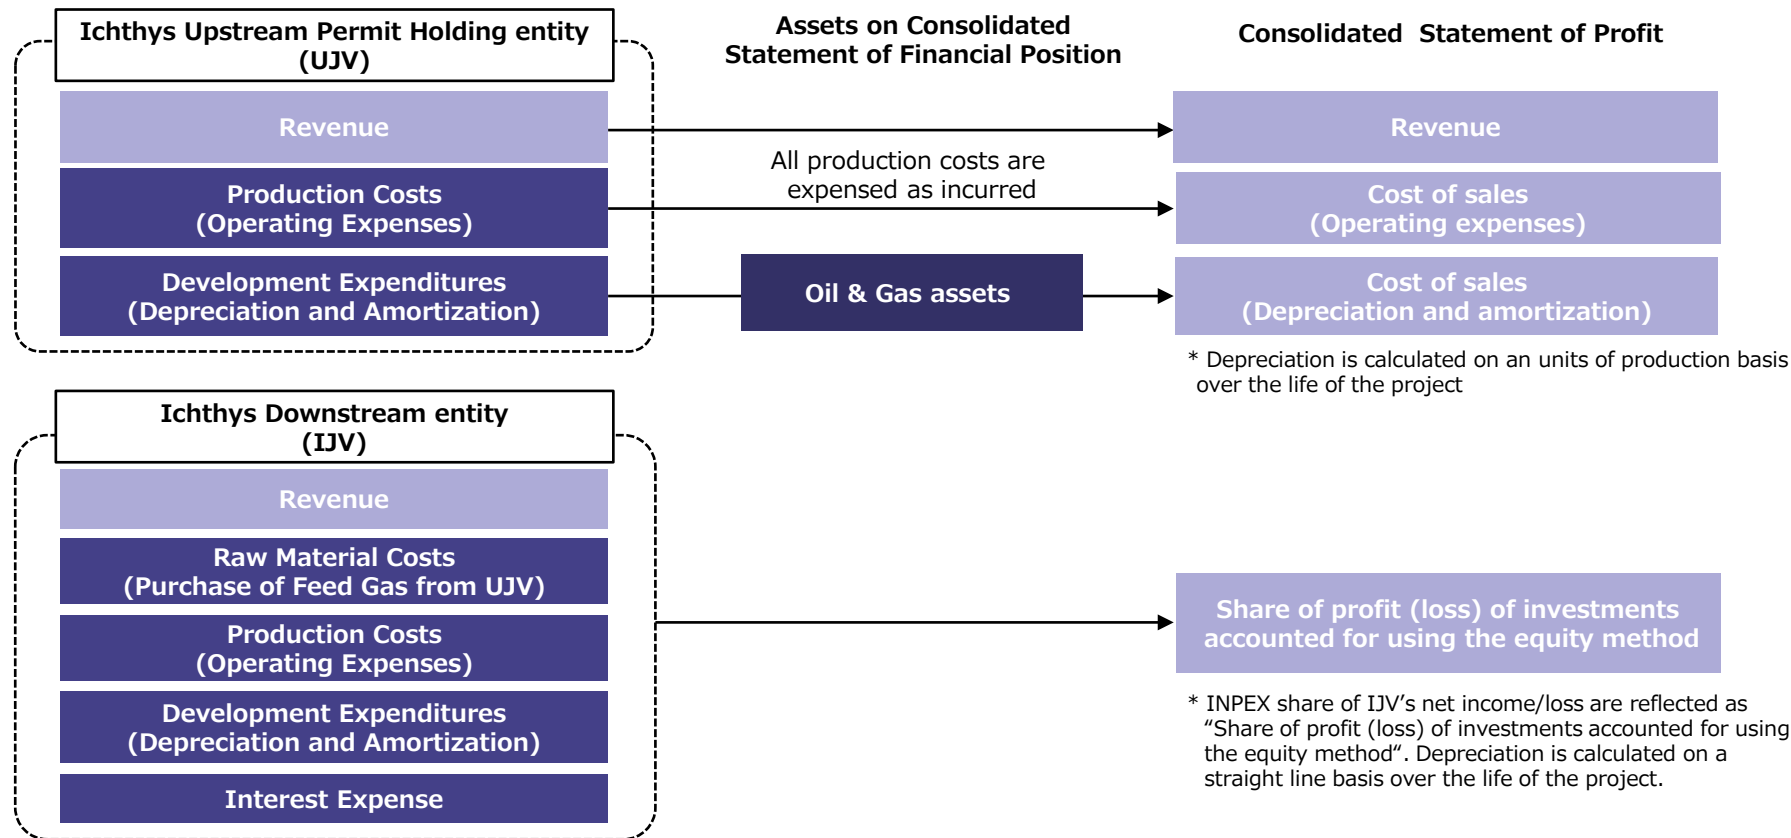 Ichthys Upstream Permit Holding entity
(UJV)
Assets on Consolidated
Statement of Financial Position
Consolidated  Statement of Profit
Revenue
Revenue
All production costs are
expensed as incurred
Production Costs
(Operating Expenses)
Cost of sales
(Operating expenses)
Development Expenditures
(Depreciation and Amortization)
Oil & Gas assets
Cost of sales
(Depreciation and amortization)
* Depreciation is calculated on an units of production basis
over the life of the project
Ichthys Downstream entity
(IJV)
Revenue
Raw Material Costs
(Purchase of Feed Gas from UJV)
Production Costs
(Operating Expenses)
Development Expenditures
(Depreciation and Amortization)
Interest Expense
Share of profit (loss) of investments
accounted for using the equity method
* INPEX share of IJV’s net income/loss are reflected as
“Share of profit (loss) of investments accounted for using
the equity method“. Depreciation is calculated on a
straight line basis over the life of the project.